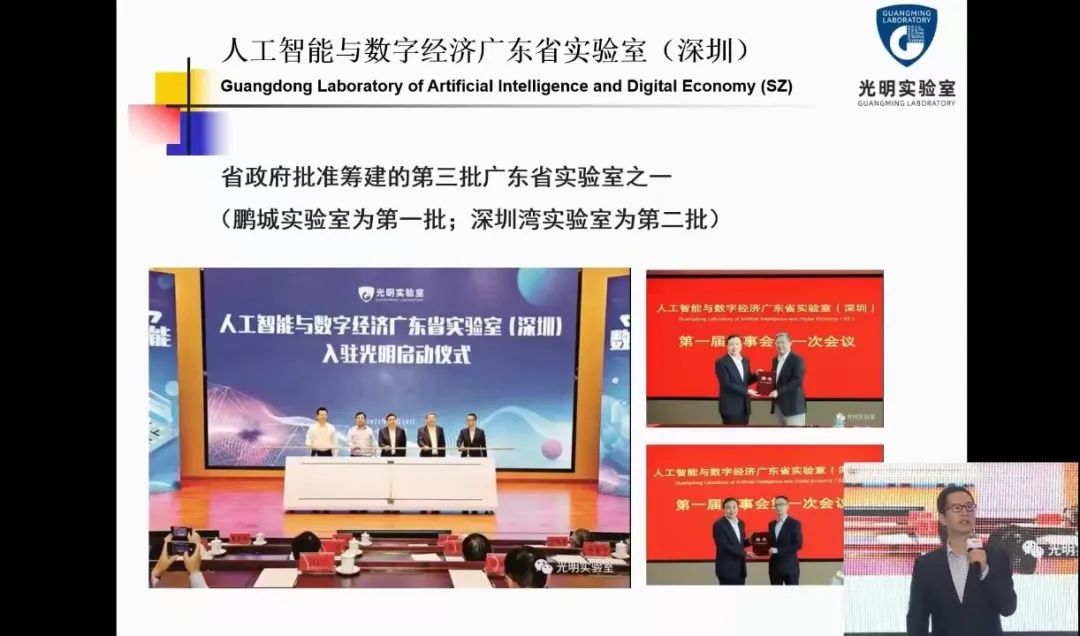 GUANGMING
LABORATORY
光明实验室
GUANGMING LABORATORY
人工智能与数字经济广东省实验室（深圳）
Guangdong Laboratory of Artificial Intelligence and Digital Economy (SZ)
省政府批准筹建的第三批广东省实验室之一
（鹏城实验室为第一批；深圳湾实验室为第二批）
光明实验室
GUANGMING LABORATORY
人工智能与数字经济广东省实验室（深圳）
入驻光明启动仪式
能
数
光明实验室
人工智能与数字经济广东省实验室（深圳）
Guangdong Laboratory of Artificial Intelligence and Digital Economy (SZ)
第一届 事会 一次会议
光明实验室
人工智能与数字经济广东省实验室（
Guangdong Laboratory of Artificial Intelligence and Digital Economy
第一届 事会 一次会议
光明